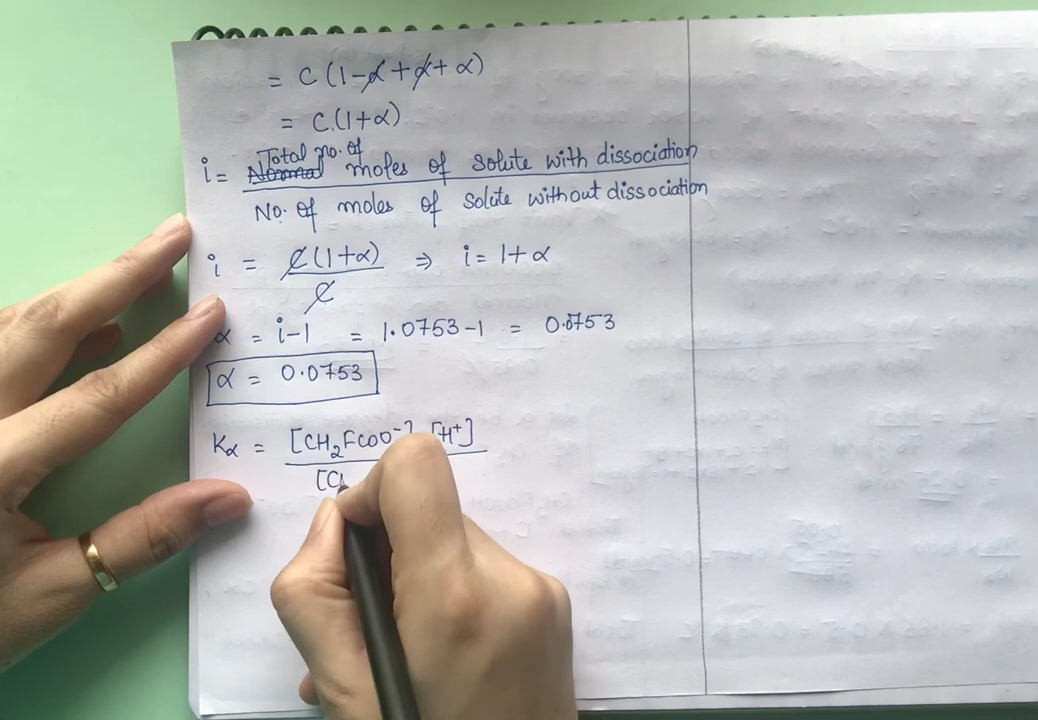 = C(1-α+α+α)
= C.(1+α)
i = Total no. of moles of solute with dissociation
No. of moles of solute without dissociation
i = C(1+α) ⇒ i = 1+α
C
α = i-1 = 1.0753-1 = 0.0753
α = 0.0753
Kα = [CH₂FCOO⁻] [H⁺]
[C